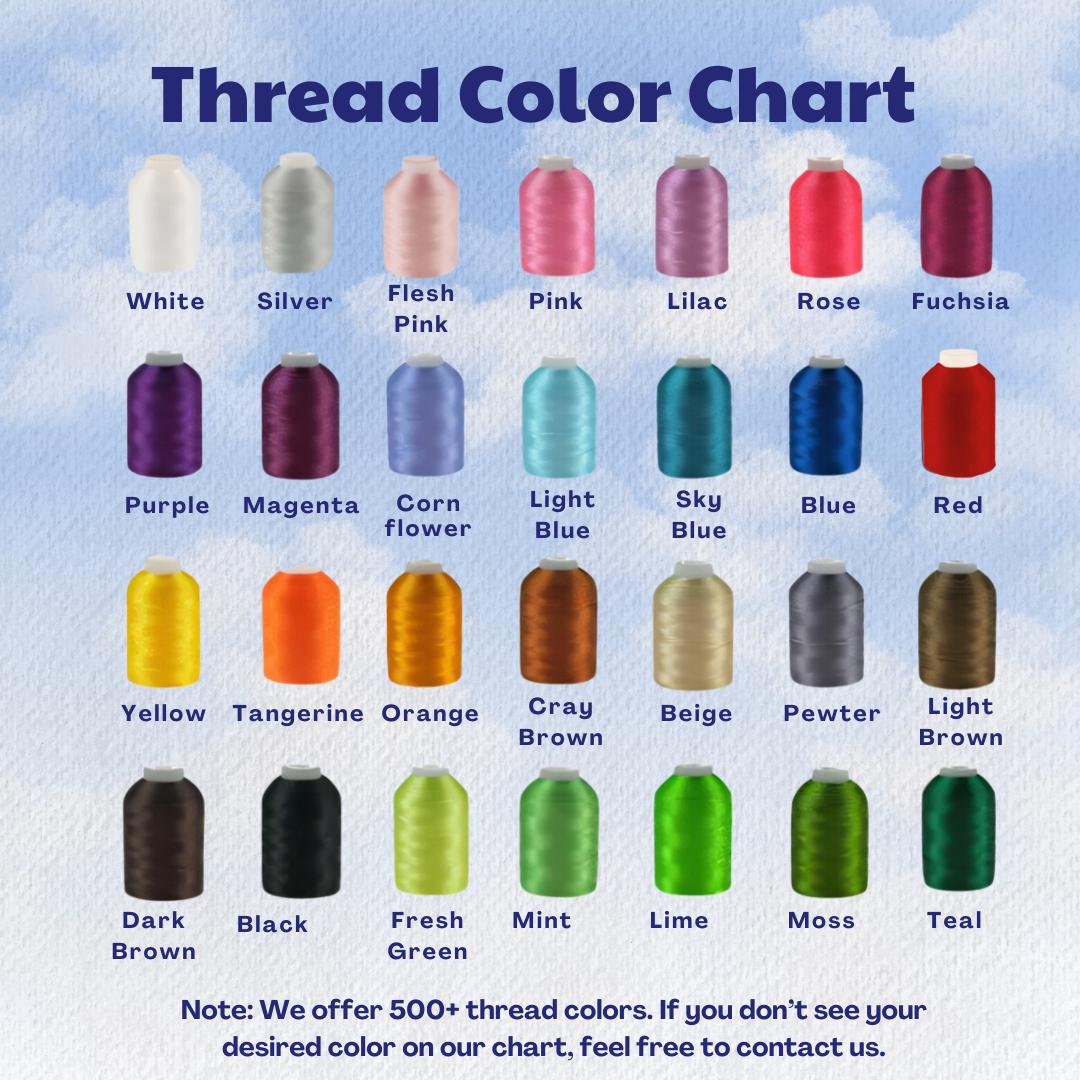 Thread Color Chart
White Silver Flesh Pink Lilac Rose Fuchsia
Pink
Purple Magenta Corn Light Sky Blue Red
flower Blue Blue
Yellow Tangerine Orange Cray Beige Pewter Light
Brown Brown
Dark Black Fresh Mint Lime Moss Teal
Brown Green
Note: We offer 500+ thread colors. If you don't see your
desired color on our chart, feel free to contact us.